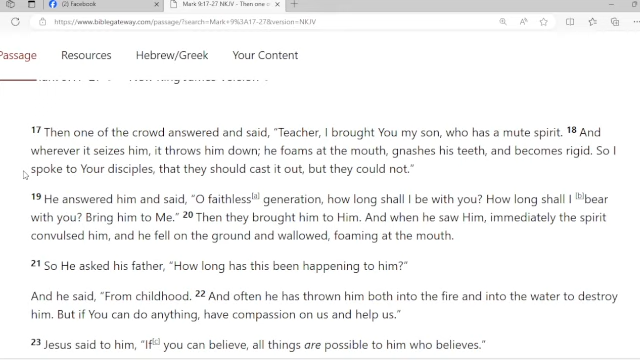 Facebook
Mark 9:17-27 NKJV - Then one o
https://www.biblegateway.com/passage/?search=Mark+9%3A17-27&version=NKJV
Passage Resources Hebrew/Greek Your Content
17 Then one of the crowd answered and said, “Teacher, I brought You my son, who has a mute spirit. 18 And
wherever it seizes him, it throws him down; he foams at the mouth, gnashes his teeth, and becomes rigid. So I
spoke to Your disciples, that they should cast it out, but they could not.”
19 He answered him and said, “O faithless[a] generation, how long shall I be with you? How long shall I [b]bear
with you? Bring him to Me.” 20 Then they brought him to Him. And when he saw Him, immediately the spirit
convulsed him, and he fell on the ground and wallowed, foaming at the mouth.
21 So He asked his father, “How long has this been happening to him?”
And he said, “From childhood. 22 And often he has thrown him both into the fire and into the water to destroy
him. But if You can do anything, have compassion on us and help us.”
23 Jesus said to him, “If[c] you can believe, all things are possible to him who believes.”